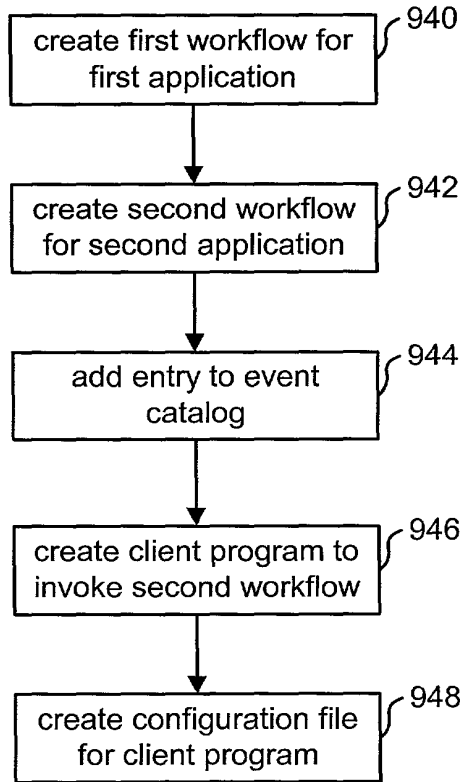 940
create first workflow for
first application
942
create second workflow
for second application
944
add entry to event
catalog
946
create client program to
invoke second workflow
948
create configuration file
for client program